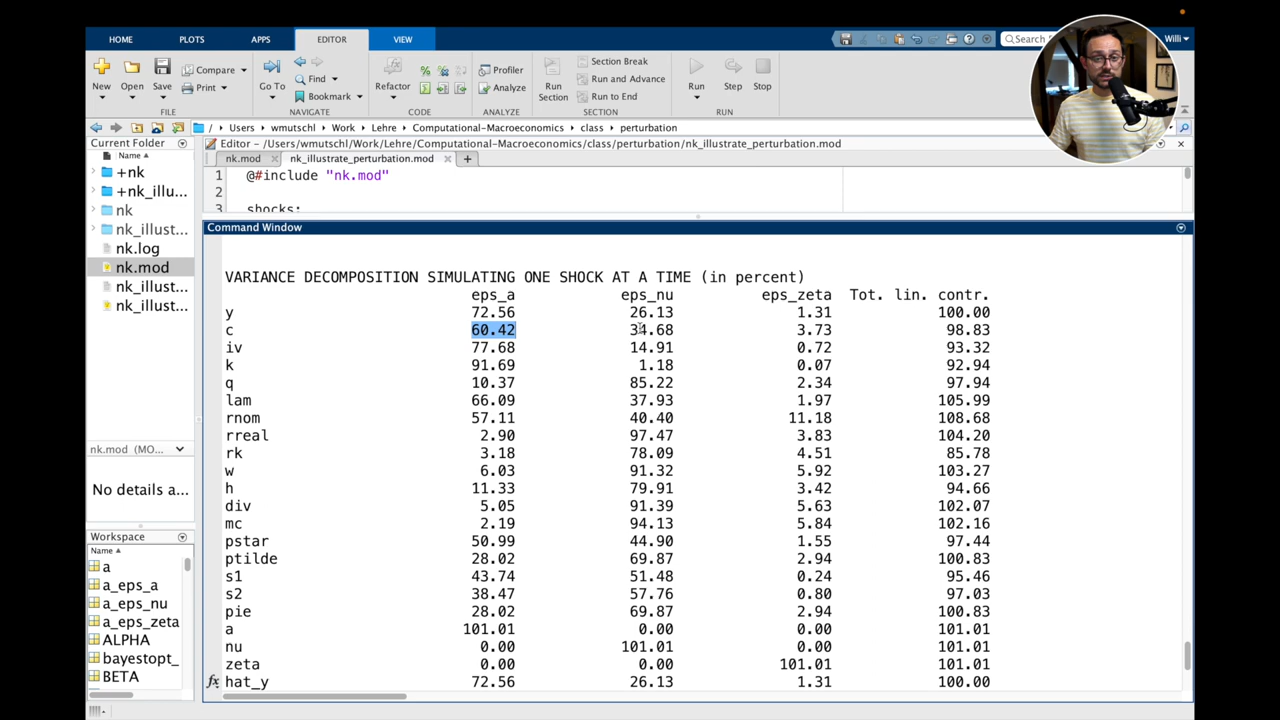 HOME PLOTS APPS EDITOR VIEW
Search Willi
New Open Save Compare Print
Go To Find Bookmark
Refactor
Profiler Analyze
Run Section
Section Break
Run and Advance
Run to End
Run Step Stop
FILE NAVIGATE CODE ANALYZE SECTION RUN
/ Users wmutschl Work Lehre Computational-Macroeconomics class perturbation
Current Folder
Name
+nk
+nk_illu...
nk
nk_illust...
nk.log
nk.mod
nk_illust...
nk_illust...
nk.mod (MO...
No details a...
Workspace
Name
a
a_eps_a
a_eps_nu
a_eps_zeta
ALPHA
bayestopt_
BETA
Editor - /Users/wmutschl/Work/Lehre/Computational-Macroeconomics/class/perturbation/nk_illustrate_perturbation.mod
nk.mod nk_illustrate_perturbation.mod
1 @#include "nk.mod"
2
3 shocks;
Command Window
VARIANCE DECOMPOSITION SIMULATING ONE SHOCK AT A TIME (in percent)
eps_a eps_nu eps_zeta Tot. lin. contr.
y 72.56 26.13 1.31 100.00
c 60.42 34.68 3.73 98.83
iv 77.68 14.91 0.72 93.32
k 91.69 1.18 0.07 92.94
q 10.37 85.22 2.34 97.94
lam 66.09 37.93 1.97 105.99
rnom 57.11 40.40 11.18 108.68
rreal 2.90 97.47 3.83 104.20
rk 3.18 78.09 4.51 85.78
w 6.03 91.32 5.92 103.27
h 11.33 79.91 3.42 94.66
div 5.05 91.39 5.63 102.07
mc 2.19 94.13 5.84 102.16
pstar 50.99 44.90 1.55 97.44
ptilde 28.02 69.87 2.94 100.83
s1 43.74 51.48 0.24 95.46
s2 38.47 57.76 0.80 97.03
pie 28.02 69.87 2.94 100.83
a 101.01 0.00 0.00 101.01
nu 0.00 101.01 0.00 101.01
zeta 0.00 0.00 101.01 101.01
fx hat_y 72.56 26.13 1.31 100.00